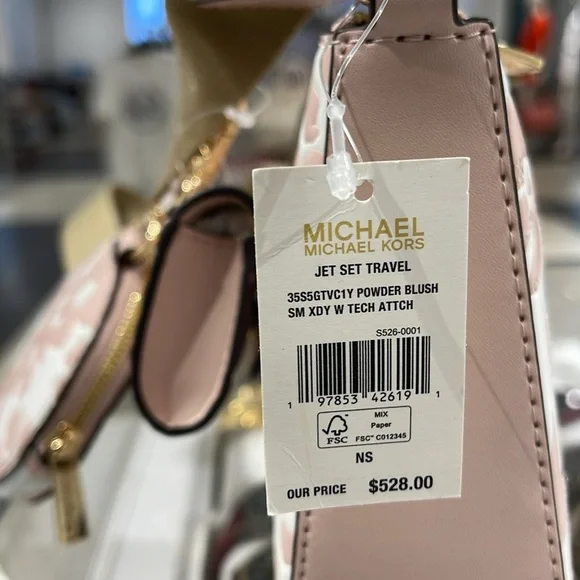 MICHAEL
MICHAEL KORS
JET SET TRAVEL
35S5GTVC1Y POWDER BLUSH
SM XDY W TECH ATTCH
S526-0001
1 97853 42619 1
MIX
Paper
FSC
FSC™ C012345
NS
OUR PRICE $528.00